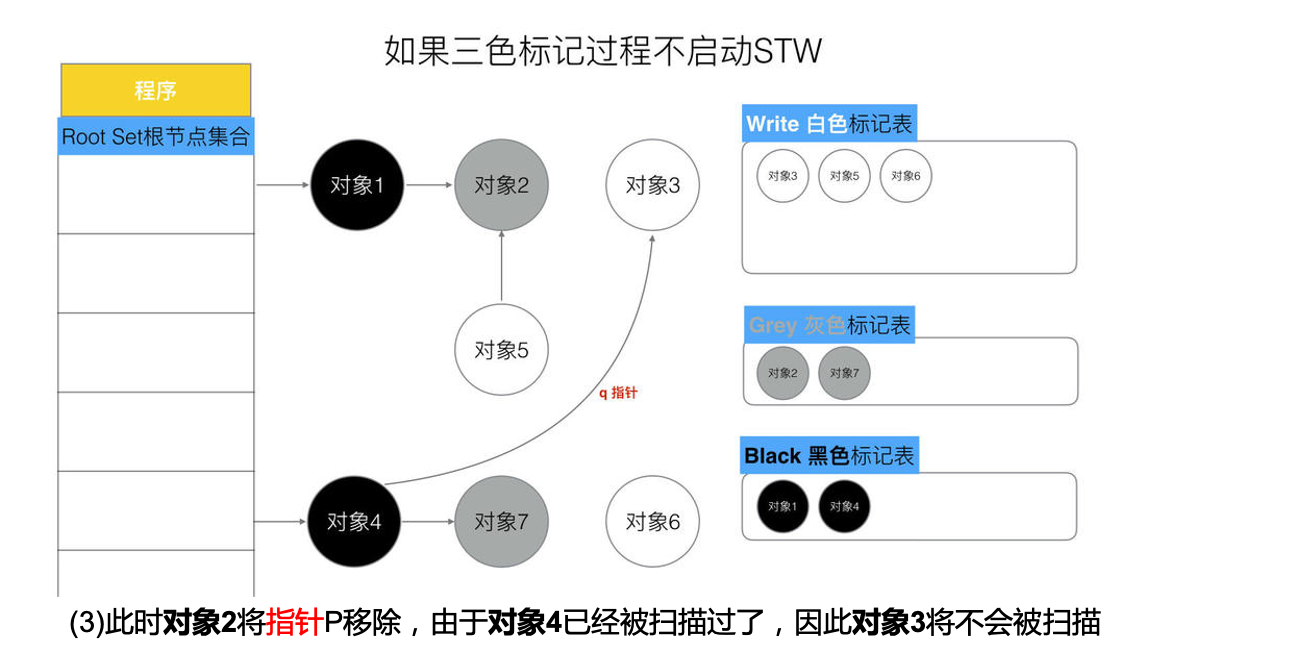 如果三色标记过程不启动STW
程序
Root Set根节点集合
对象1
对象2
对象3
对象5
q 指针
对象4
对象7
对象6
Write 白色标记表
对象3 对象5 对象6
Grey 灰色标记表
对象2 对象7
Black 黑色标记表
对象1 对象4
(3)此时对象2将指针P移除，由于对象4已经被扫描过了，因此对象3将不会被扫描